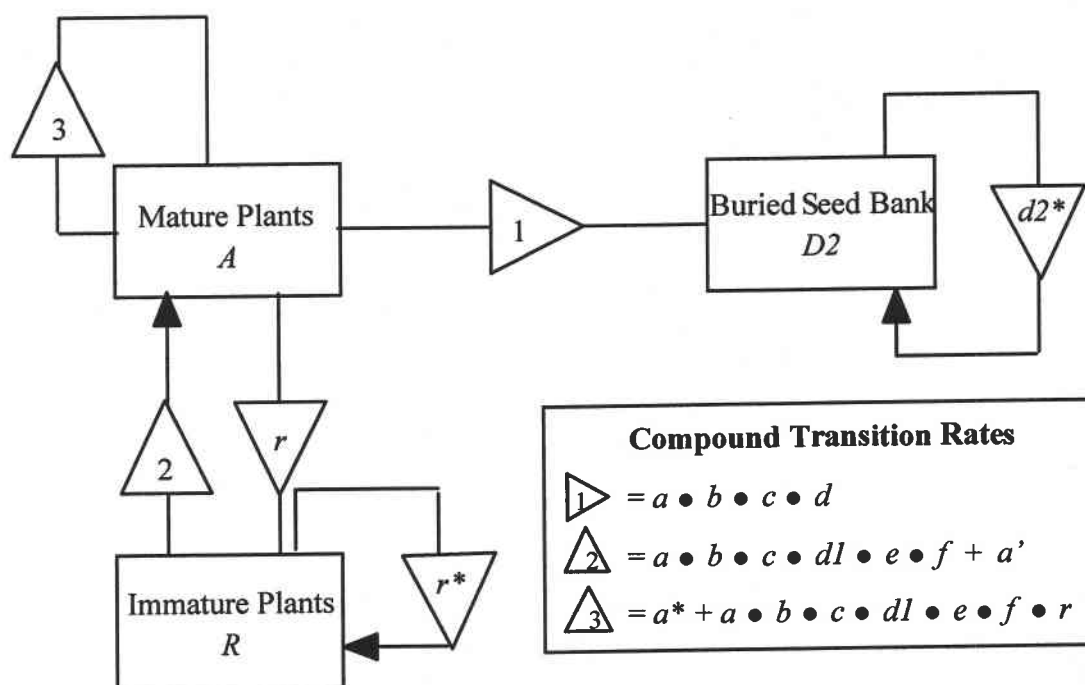 3
Mature Plants
A
1
Buried Seed Bank
D2
d2*
2
r
Immature Plants
R
r*
Compound Transition Rates
1 = a • b • c • d
2 = a • b • c • d1 • e • f + a’
3 = a* + a • b • c • d1 • e • f • r